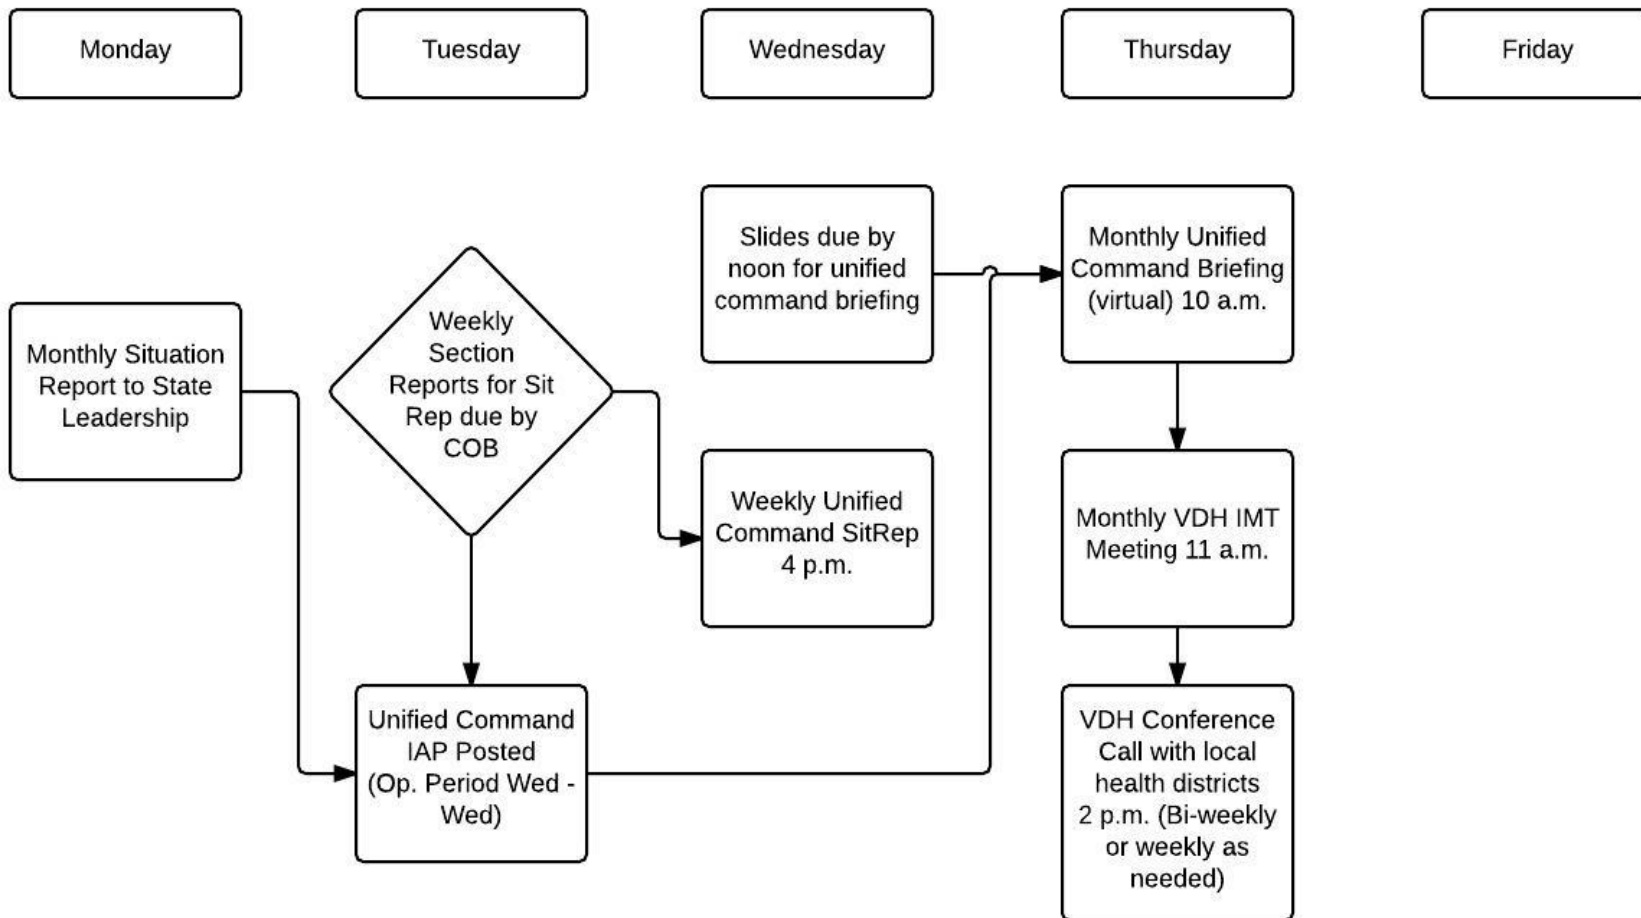 Monday
Tuesday
Wednesday
Thursday
Friday
Monthly Situation
Report to State
Leadership
Weekly
Section
Reports for Sit
Rep due by
COB
Unified Command
IAP Posted
(Op. Period Wed -
Wed)
Slides due by
noon for unified
command briefing
Weekly Unified
Command SitRep
4 p.m.
Monthly Unified
Command Briefing
(virtual) 10 a.m.
Monthly VDH IMT
Meeting 11 a.m.
VDH Conference
Call with local
health districts
2 p.m. (Bi-weekly
or weekly as
needed)